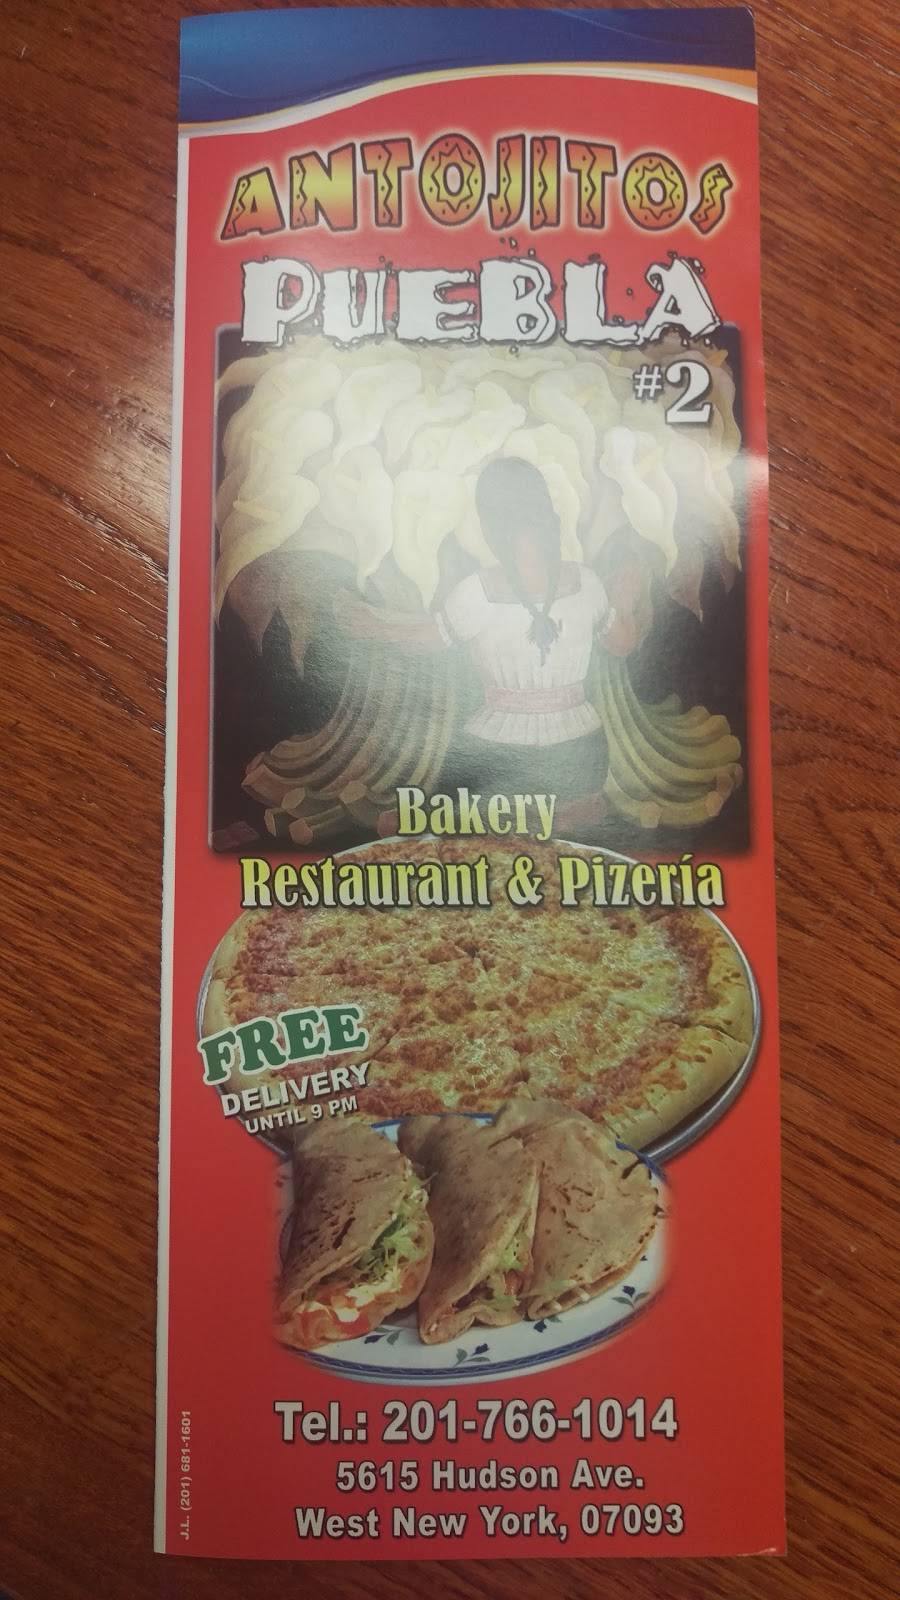 ANTOJITOS
PUEBLA
#2
Bakery
Restaurant & Pizería
FREE
DELIVERY
UNTIL 9 PM
Tel.: 201-766-1014
5615 Hudson Ave.
West New York, 07093
J.L. (201) 681-1601